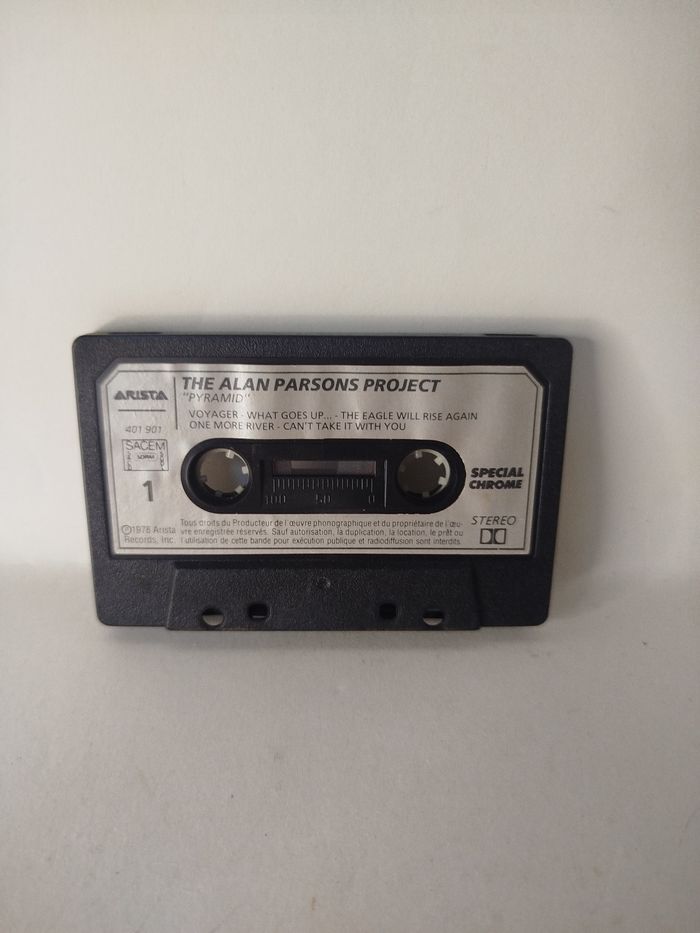 ARISTA
THE ALAN PARSONS PROJECT
"PYRAMID"
VOYAGER - WHAT GOES UP... - THE EAGLE WILL RISE AGAIN
ONE MORE RIVER - CAN'T TAKE IT WITH YOU
401 901
SACEM
1
100 50 0
SPECIAL
CHROME
STEREO
℗1978 Arista
Records, Inc.
Tous droits du Producteur de l'œuvre phonographique et du propriétaire de l'œu-
vre enregistrée réservés. Sauf autorisation, la duplication, la location, le prêt ou
l'utilisation de cette bande pour exécution publique et radiodiffusion sont interdits.